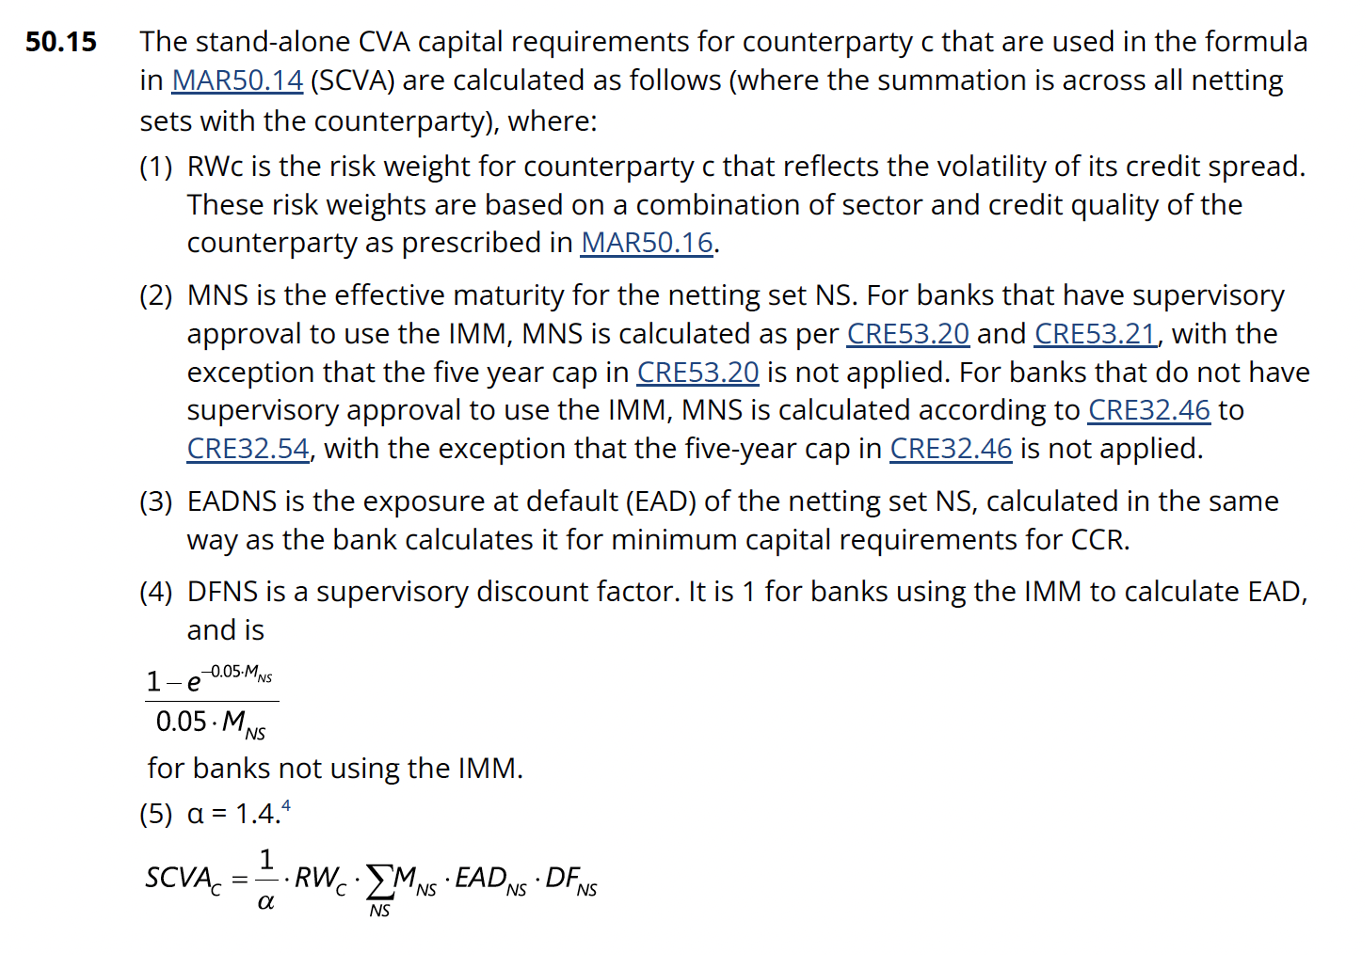 50.15 The stand-alone CVA capital requirements for counterparty c that are used in the formula
in MAR50.14 (SCVA) are calculated as follows (where the summation is across all netting
sets with the counterparty), where:
(1) RWc is the risk weight for counterparty c that reflects the volatility of its credit spread.
These risk weights are based on a combination of sector and credit quality of the
counterparty as prescribed in MAR50.16.
(2) MNS is the effective maturity for the netting set NS. For banks that have supervisory
approval to use the IMM, MNS is calculated as per CRE53.20 and CRE53.21, with the
exception that the five year cap in CRE53.20 is not applied. For banks that do not have
supervisory approval to use the IMM, MNS is calculated according to CRE32.46 to
CRE32.54, with the exception that the five-year cap in CRE32.46 is not applied.
(3) EADNS is the exposure at default (EAD) of the netting set NS, calculated in the same
way as the bank calculates it for minimum capital requirements for CCR.
(4) DFNS is a supervisory discount factor. It is 1 for banks using the IMM to calculate EAD,
and is
1 − e^{−0.05·M_{NS}}
0.05 · M_{NS}
for banks not using the IMM.
(5) α = 1.4.⁴
SCVA_C = 1/α · RW_C · ∑_{NS} M_{NS} · EAD_{NS} · DF_{NS}